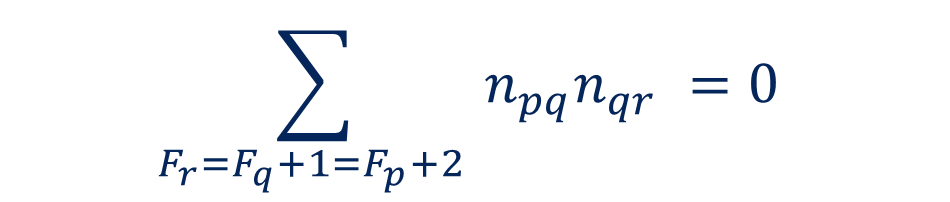 ∑ n_{pq} n_{qr} = 0
F_r=F_q+1=F_p+2